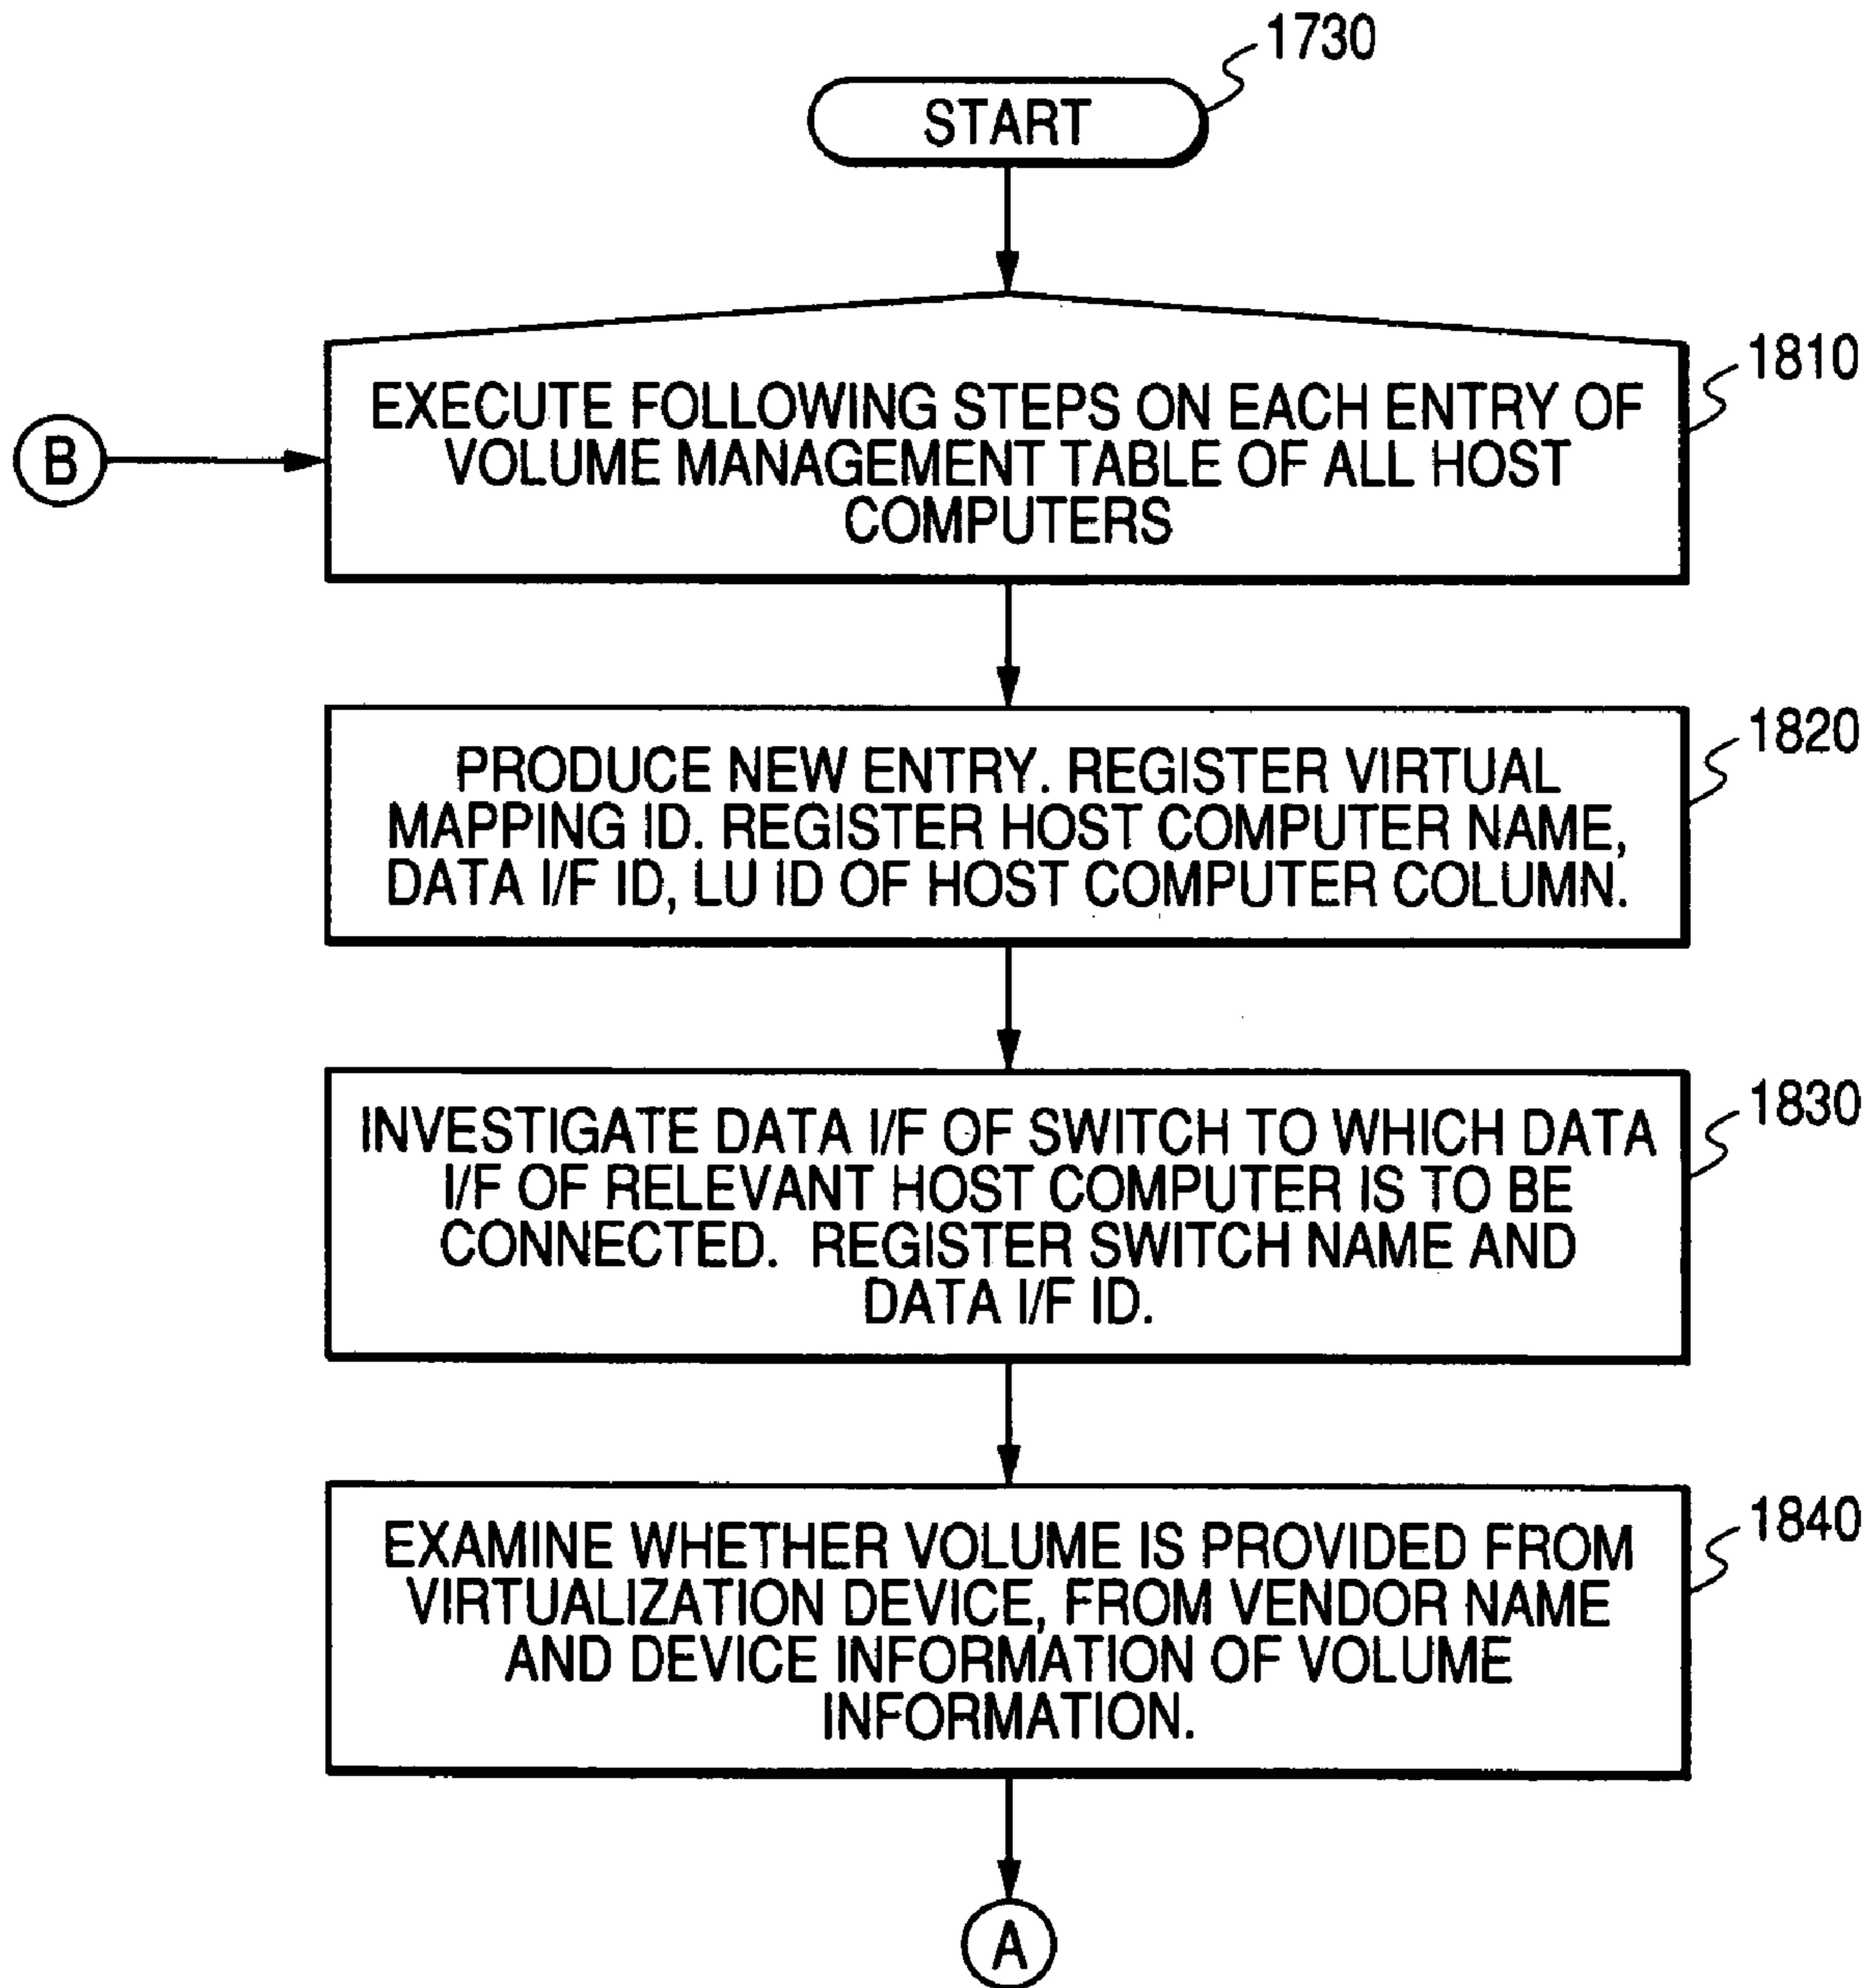 1730
START
1810
EXECUTE FOLLOWING STEPS ON EACH ENTRY OF
VOLUME MANAGEMENT TABLE OF ALL HOST
COMPUTERS
B
1820
PRODUCE NEW ENTRY. REGISTER VIRTUAL
MAPPING ID. REGISTER HOST COMPUTER NAME,
DATA I/F ID, LU ID OF HOST COMPUTER COLUMN.
1830
INVESTIGATE DATA I/F OF SWITCH TO WHICH DATA
I/F OF RELEVANT HOST COMPUTER IS TO BE
CONNECTED. REGISTER SWITCH NAME AND
DATA I/F ID.
1840
EXAMINE WHETHER VOLUME IS PROVIDED FROM
VIRTUALIZATION DEVICE, FROM VENDOR NAME
AND DEVICE INFORMATION OF VOLUME
INFORMATION.
A